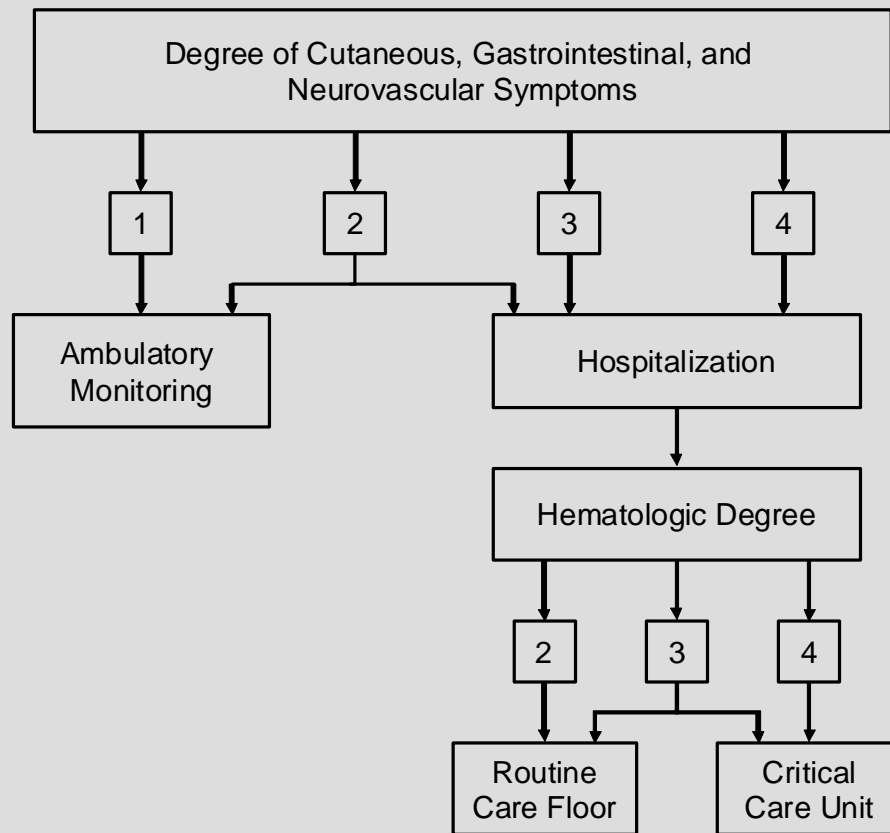 Degree of Cutaneous, Gastrointestinal, and
Neurovascular Symptoms
1
2
3
4
Ambulatory
Monitoring
Hospitalization
Hematologic Degree
2
3
4
Routine
Care Floor
Critical
Care Unit